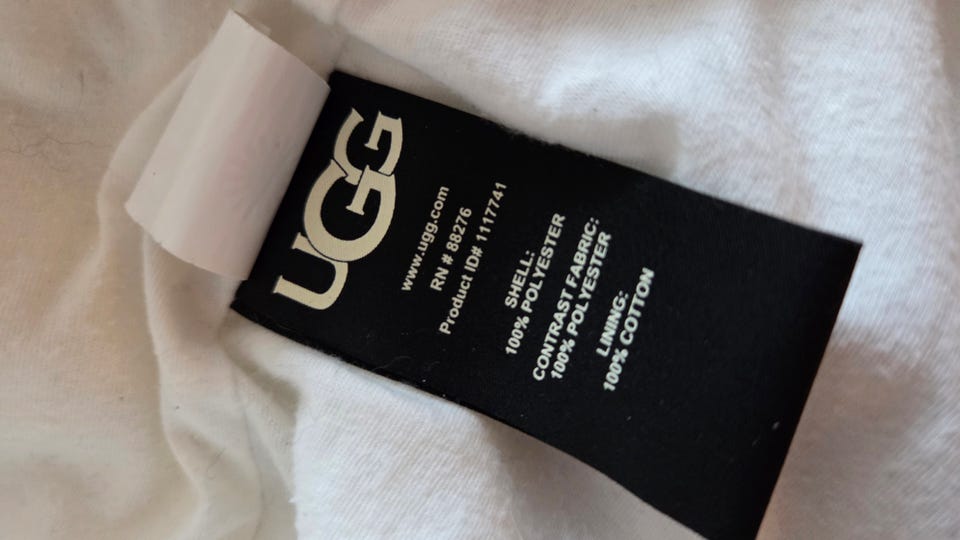 UGG
www.ugg.com
RN # 88276
Product ID# 1117741
SHELL:
100% POLYESTER
CONTRAST FABRIC:
100% POLYESTER
LINING:
100% COTTON